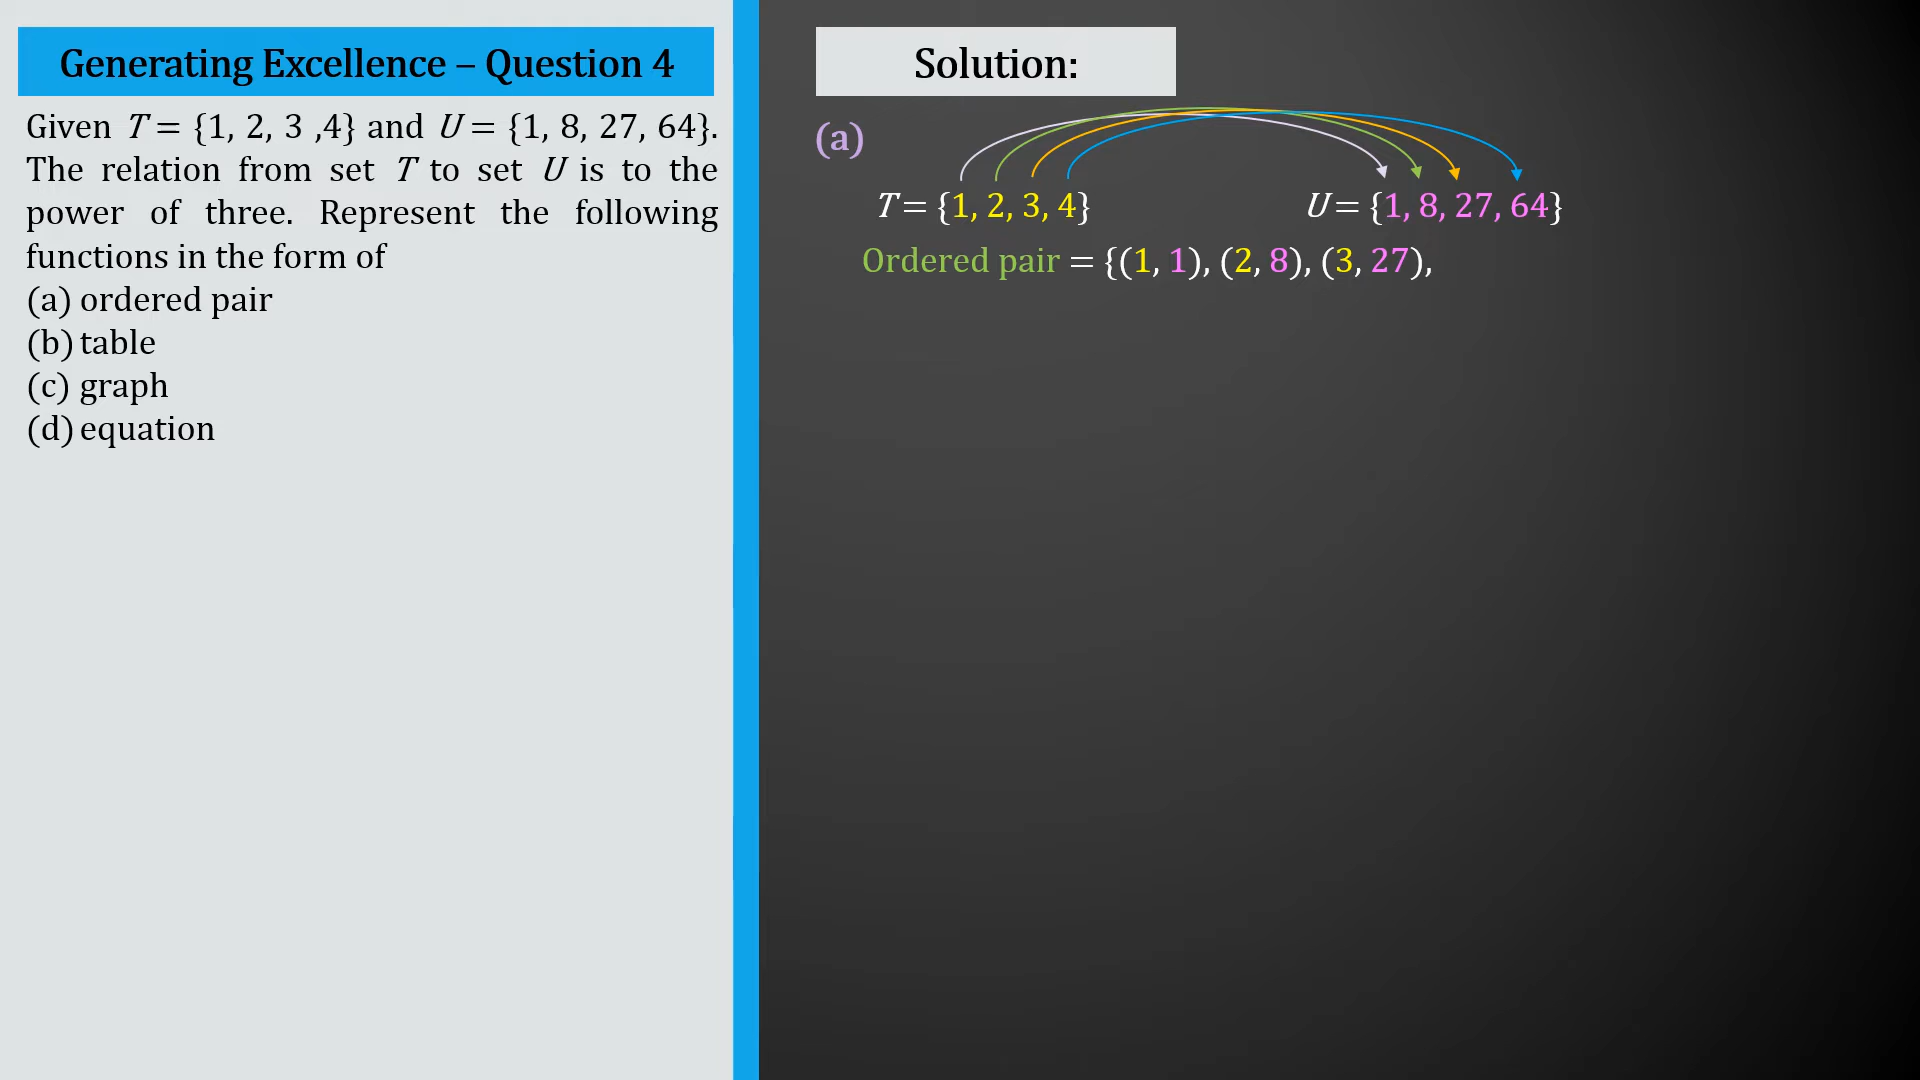 Generating Excellence – Question 4
Given T = {1, 2, 3 ,4} and U = {1, 8, 27, 64}.
The relation from set T to set U is to the
power of three. Represent the following
functions in the form of
(a) ordered pair
(b) table
(c) graph
(d) equation
Solution:
(a)
T = {1, 2, 3, 4} U = {1, 8, 27, 64}
Ordered pair = {(1, 1), (2, 8), (3, 27),